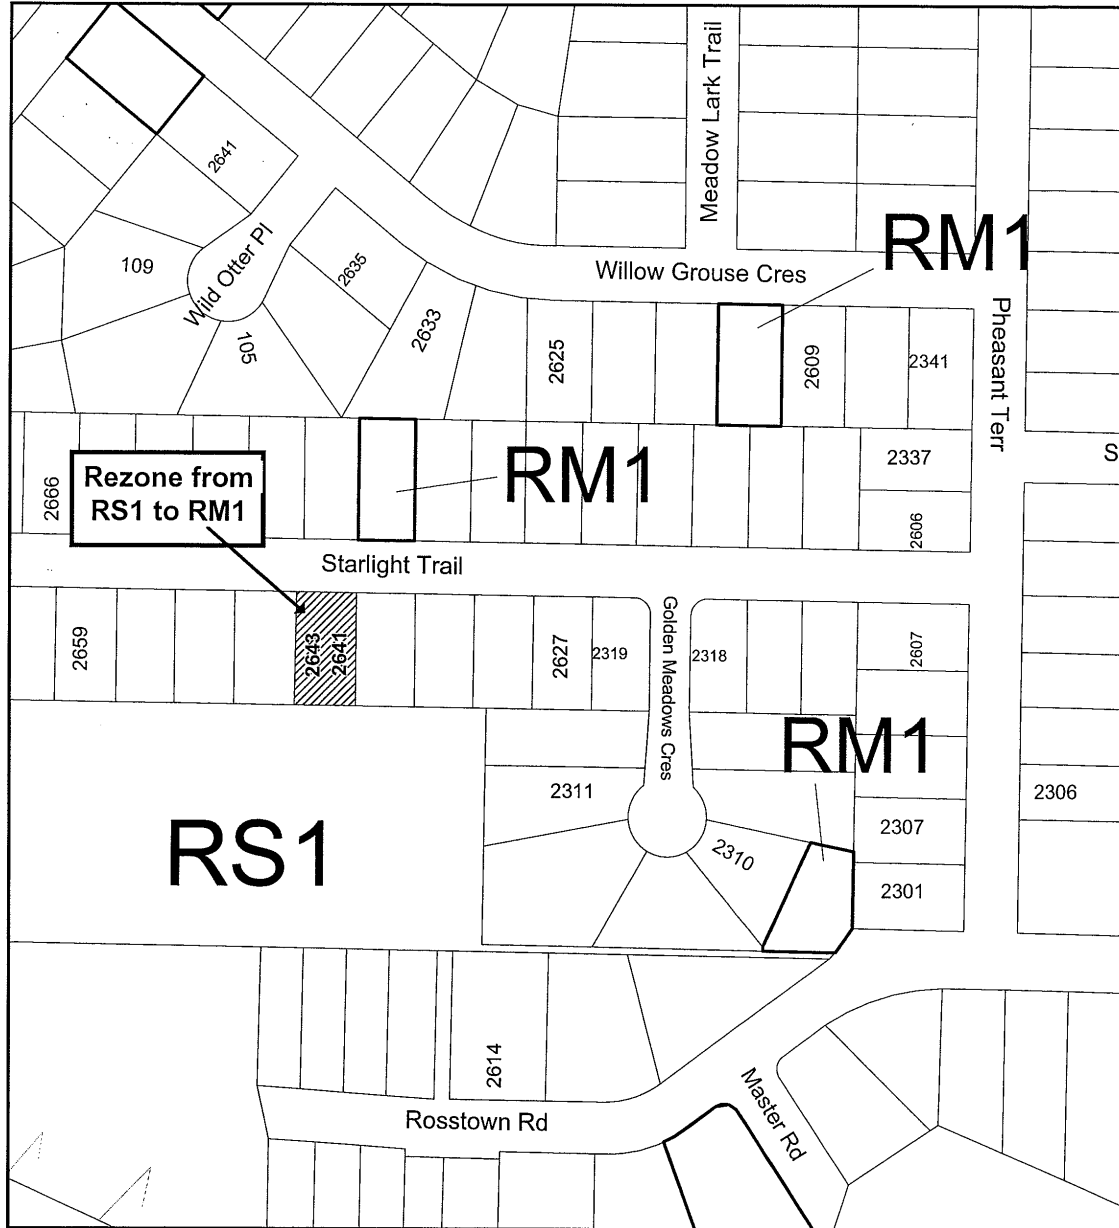 Meadow Lark Trail
2641
RM1
109
Wild Otter Pl
2635
Willow Grouse Cres
105
2633
2625
2609
2341
Pheasant Terr
2666
Rezone from
RS1 to RM1
RM1
2337
S
2606
Starlight Trail
2659
2643
2641
2627
2319
Golden Meadows Cres
2318
2607
RM1
2311
2306
RS1
2310
2307
2301
2614
Master Rd
Rosstown Rd